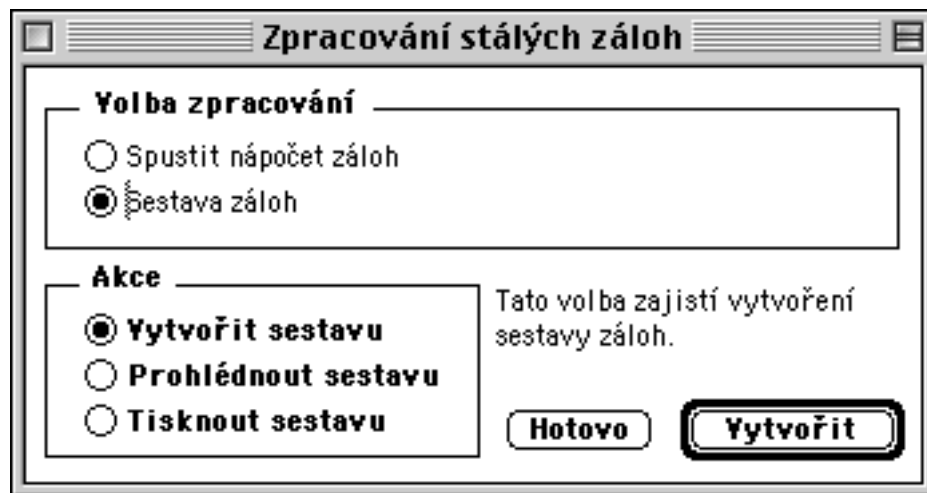 Zpracování stálých záloh
Volba zpracování
Spustit nápočet záloh
Sestava záloh
Akce
Vytvořit sestavu
Prohlédnout sestavu
Tisknout sestavu
Tato volba zajistí vytvoření
sestavy záloh.
Hotovo
Vytvořit